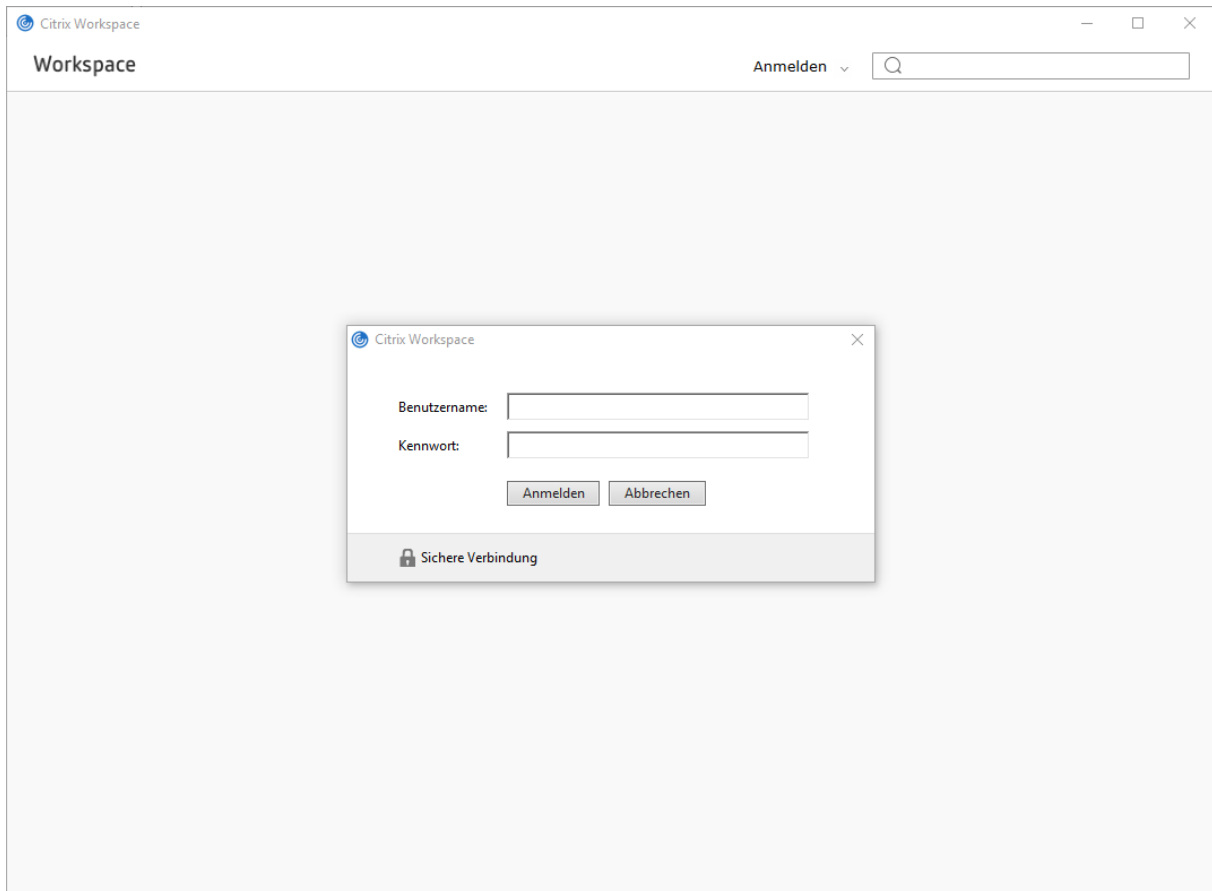 Citrix Workspace
Workspace
Anmelden
Citrix Workspace
Benutzername:
Kennwort:
Anmelden Abbrechen
Sichere Verbindung